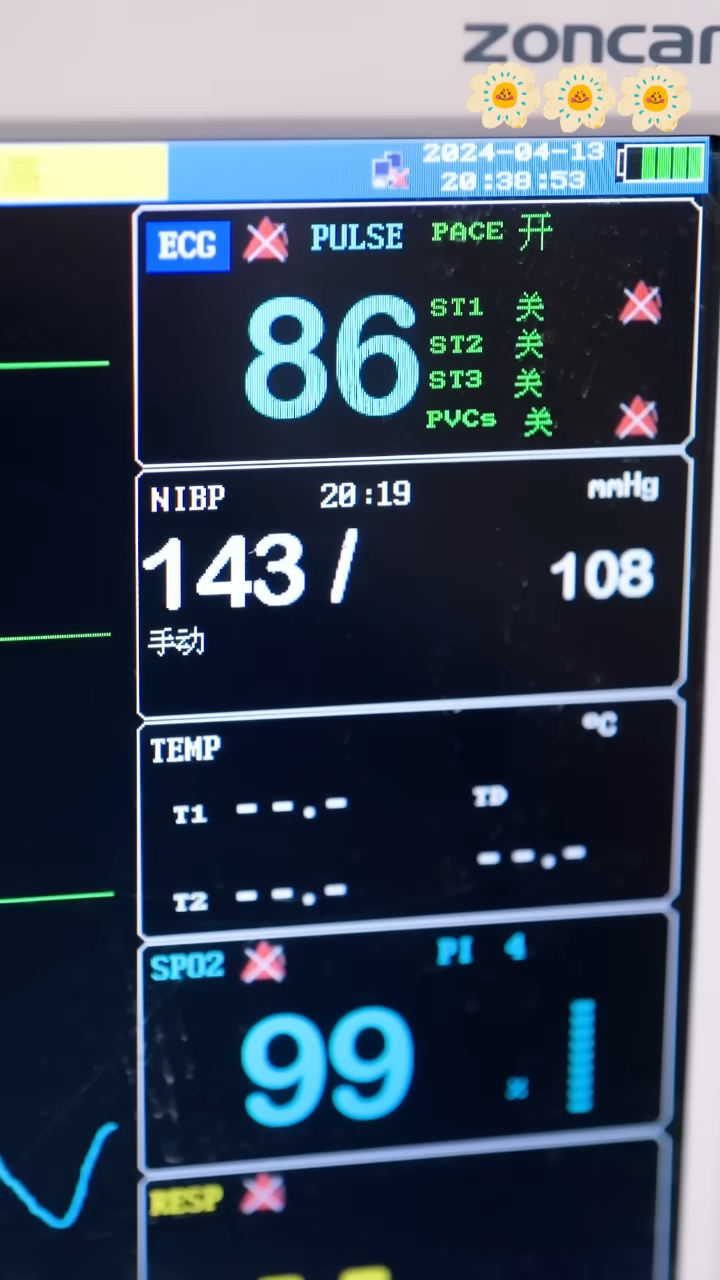 zoncar
2024-04-13
20:38:53
ECG PULSE PACE 开
86
ST1 关
ST2 关
ST3 关
PVCs 关
NIBP 20:19 mmHg
143/ 108
手动
TEMP °C
T1 --.- TD
--.-
T2 --.-
SPO2 PI 4
99 %
RESP